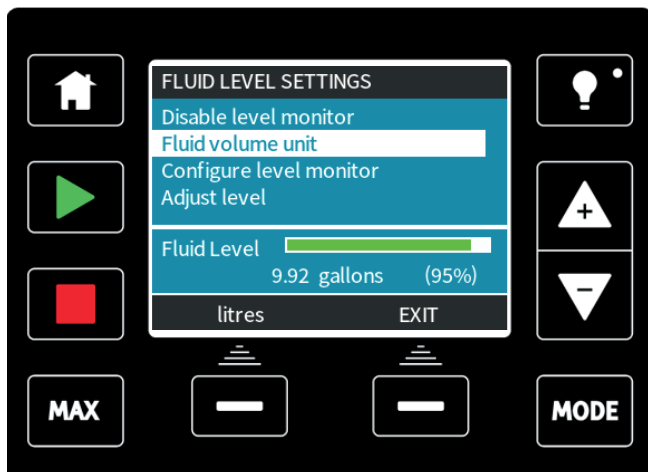 FLUID LEVEL SETTINGS
Disable level monitor
Fluid volume unit
Configure level monitor
Adjust level
Fluid Level
9.92 gallons (95%)
litres EXIT
MAX
MODE